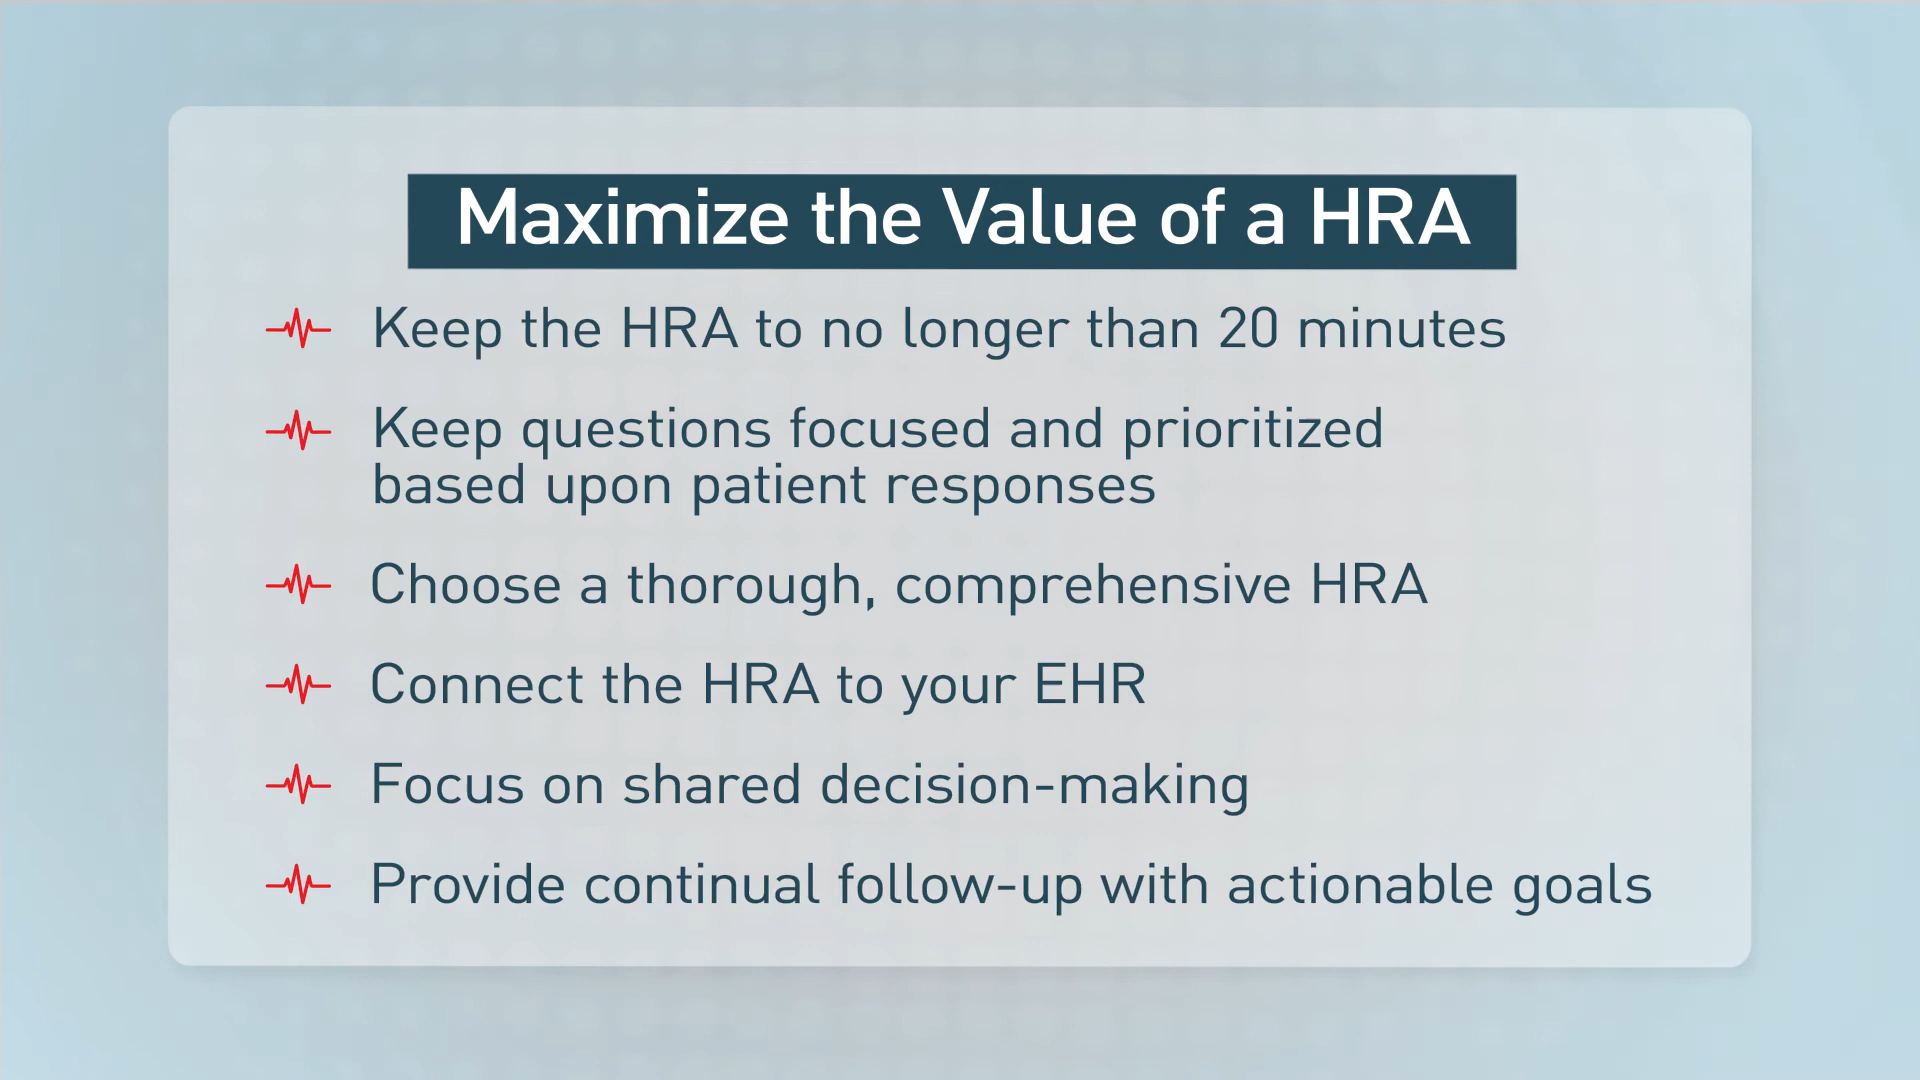 Maximize the Value of a HRA
Keep the HRA to no longer than 20 minutes
Keep questions focused and prioritized
based upon patient responses
Choose a thorough, comprehensive HRA
Connect the HRA to your EHR
Focus on shared decision-making
Provide continual follow-up with actionable goals